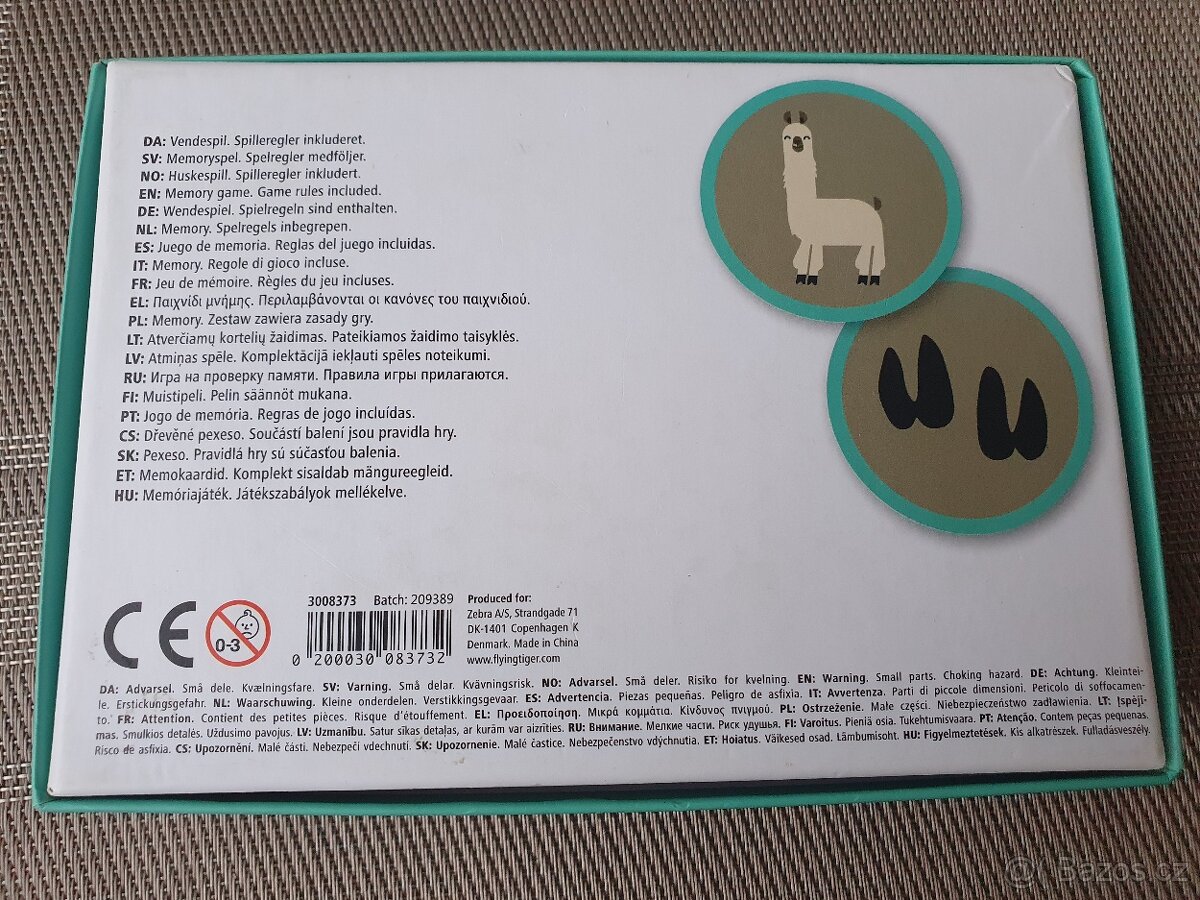 DA: Vendespil. Spilleregler inkluderet.
SV: Memoryspel. Spelregler medföljer.
NO: Huskespill. Spilleregler inkludert.
EN: Memory game. Game rules included.
DE: Wendespiel. Spielregeln sind enthalten.
NL: Memory. Spelregels inbegrepen.
ES: Juego de memoria. Reglas del juego incluidas.
IT: Memory. Regole di gioco incluse.
FR: Jeu de mémoire. Règles du jeu incluses.
EL: Παιχνίδι μνήμης. Περιλαμβάνονται οι κανόνες του παιχνιδιού.
PL: Memory. Zestaw zawiera zasady gry.
LT: Atverčiamų kortelių žaidimas. Pateikiamos žaidimo taisyklės.
LV: Atmiņas spēle. Komplektācijā iekļauti spēles noteikumi.
RU: Игра на проверку памяти. Правила игры прилагаются.
FI: Muistipeli. Pelin säännöt mukana.
PT: Jogo de memória. Regras de jogo incluídas.
CS: Dřevěné pexeso. Součástí balení jsou pravidla hry.
SK: Pexeso. Pravidlá hry sú súčasťou balenia.
ET: Memokaardid. Komplekt sisaldab mängureegleid.
HU: Memóriajáték. Játékszabályok mellékelve.
CE
0-3
3008373 Batch: 209389
0 200030 083732
Produced for:
Zebra A/S, Strandgade 71
DK-1401 Copenhagen K
Denmark. Made in China
www.flyingtiger.com
DA: Advarsel. Små dele. Kvælningsfare. SV: Varning. Små delar. Kvävningsrisk. NO: Advarsel. Små deler. Risiko for kvelning. EN: Warning. Small parts. Choking hazard. DE: Achtung. Kleintei-
le. Erstickungsgefahr. NL: Waarschuwing. Kleine onderdelen. Verstikkingsgevaar. ES: Advertencia. Piezas pequeñas. Peligro de asfixia. IT: Avvertenza. Parti di piccole dimensioni. Pericolo di soffocamen-
to. FR: Attention. Contient des petites pièces. Risque d'étouffement. EL: Προειδοποίηση. Μικρά κομμάτια. Κίνδυνος πνιγμού. PL: Ostrzeżenie. Małe części. Niebezpieczeństwo zadławienia. LT: Įspėji-
mas. Smulkios detalės. Uždusimo pavojus. LV: Uzmanību. Satur sīkas detaļas, ar kurām var aizrīties. RU: Внимание. Мелкие части. Риск удушья. FI: Varoitus. Pieniä osia. Tukehtumisvaara. PT: Atenção. Contem peças pequenas.
Risco de asfixia. CS: Upozornění. Malé části. Nebezpečí vdechnutí. SK: Upozornenie. Malé častice. Nebezpečenstvo vdýchnutia. ET: Hoiatus. Väikesed osad. Lämbumisoht. HU: Figyelmeztetések. Kis alkatrészek. Fulladásveszély.
Bazos.cz